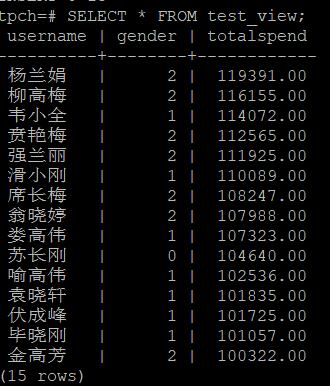 tpch=# SELECT * FROM test_view;
username | gender | totalspend
----------+--------+------------
杨兰娟 | 2 | 119391.00
柳高梅 | 2 | 116155.00
韦小全 | 1 | 114072.00
贲艳梅 | 2 | 112565.00
强兰丽 | 2 | 111925.00
滑小刚 | 1 | 110089.00
席长梅 | 2 | 108247.00
翁晓婷 | 2 | 107988.00
娄高伟 | 1 | 107323.00
苏长刚 | 0 | 104640.00
喻高伟 | 1 | 102536.00
袁晓轩 | 1 | 101835.00
伏成峰 | 1 | 101725.00
毕晓刚 | 1 | 101057.00
金高芳 | 2 | 100322.00
(15 rows)